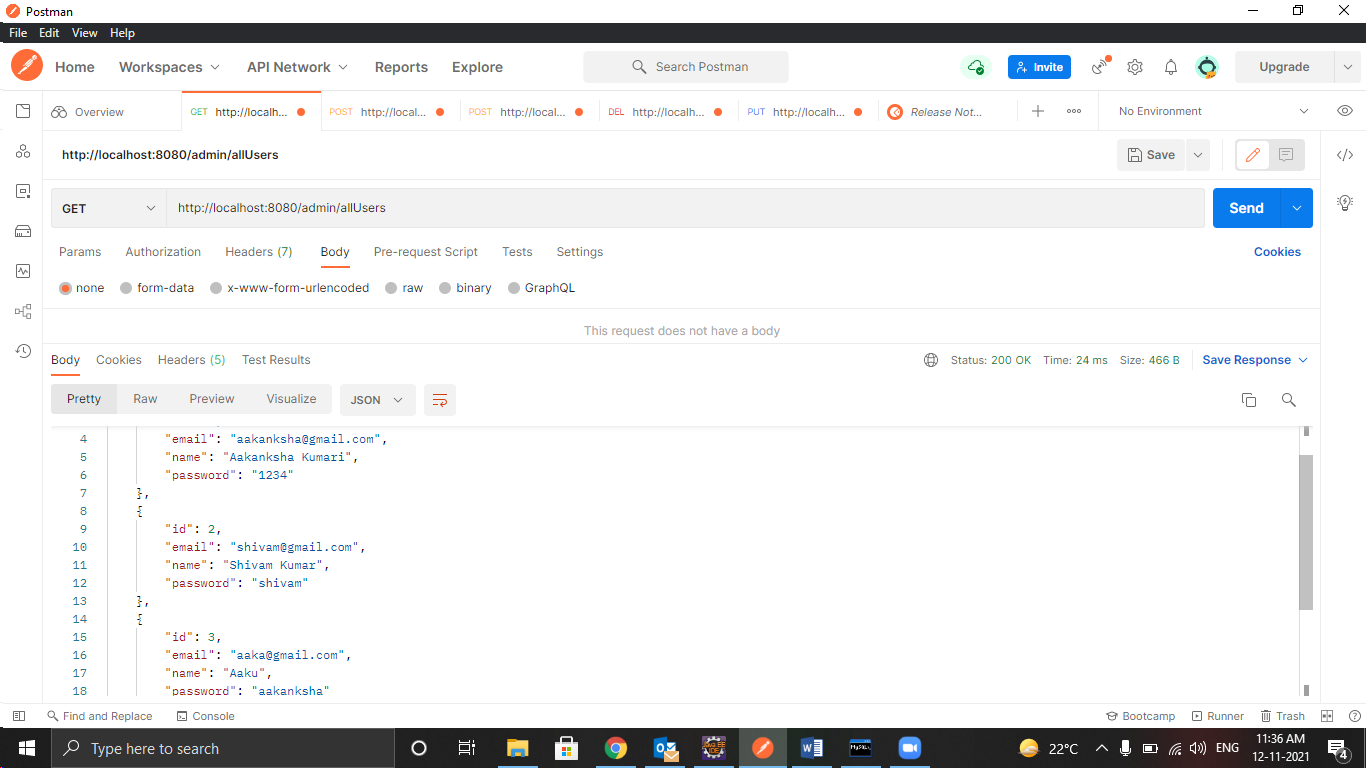 Postman
File Edit View Help
Home Workspaces API Network Reports Explore Search Postman Invite Upgrade
Overview GET http://localh... POST http://local... POST http://local... DEL http://localh... PUT http://localh... Release Not... + ooo No Environment
http://localhost:8080/admin/allUsers Save
GET http://localhost:8080/admin/allUsers Send
Params Authorization Headers (7) Body Pre-request Script Tests Settings Cookies
none form-data x-www-form-urlencoded raw binary GraphQL
This request does not have a body
Body Cookies Headers (5) Test Results Status: 200 OK Time: 24 ms Size: 466 B Save Response
Pretty Raw Preview Visualize JSON
4 "email": "aakanksha@gmail.com",
5 "name": "Aakanksha Kumari",
6 "password": "1234"
7 },
8 {
9 "id": 2,
10 "email": "shivam@gmail.com",
11 "name": "Shivam Kumar",
12 "password": "shivam"
13 },
14 {
15 "id": 3,
16 "email": "aaka@gmail.com",
17 "name": "Aaku",
18 "password": "aakanksha"
Find and Replace Console Bootcamp Runner Trash
Type here to search 22°C ENG 11:36 AM
12-11-2021 4